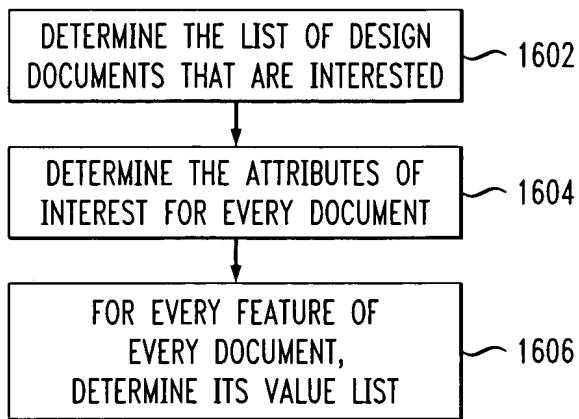 DETERMINE THE LIST OF DESIGN
DOCUMENTS THAT ARE INTERESTED
1602
DETERMINE THE ATTRIBUTES OF
INTEREST FOR EVERY DOCUMENT
1604
FOR EVERY FEATURE OF
EVERY DOCUMENT,
DETERMINE ITS VALUE LIST
1606